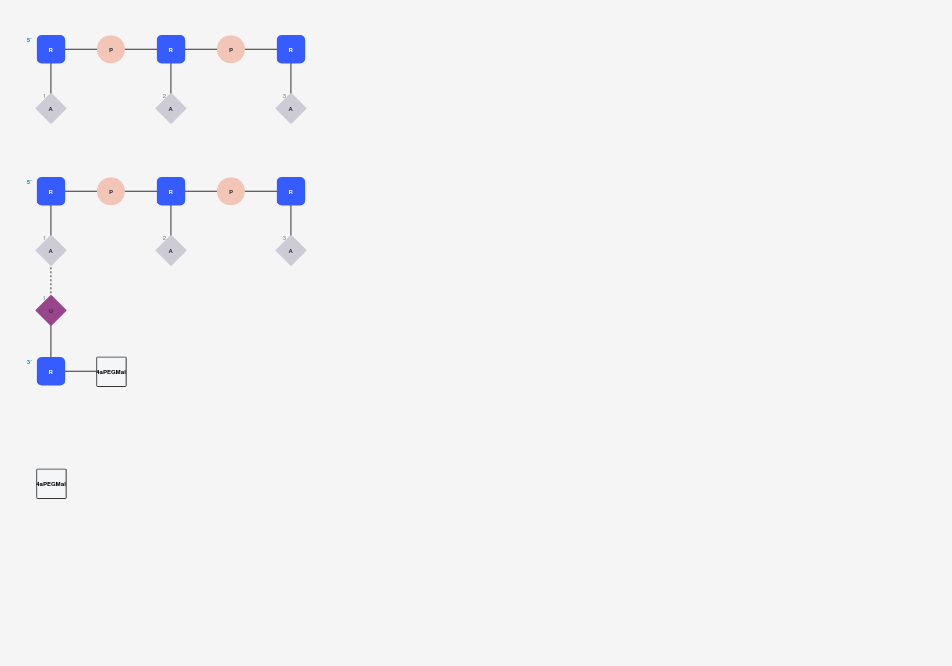 5'
R P R P R
1 2 3
A A A
5'
R P R P R
1 2 3
A A A
1
U
3'
R 4aPEGMal
4aPEGMal